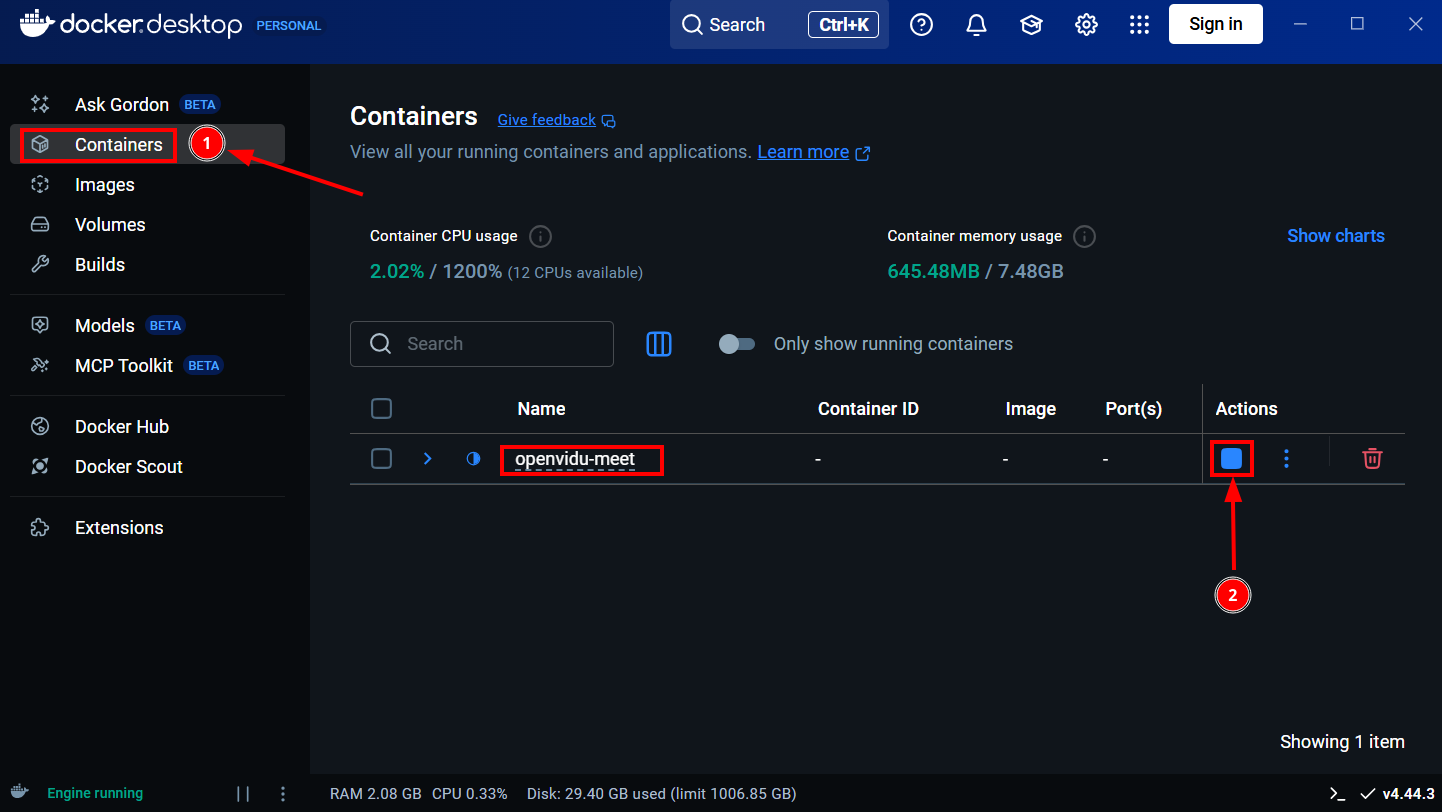 docker.desktop PERSONAL
Search Ctrl+K
Sign in
Ask Gordon BETA
Containers 1
Images
Volumes
Builds
Models BETA
MCP Toolkit BETA
Docker Hub
Docker Scout
Extensions
Containers Give feedback
View all your running containers and applications. Learn more
Container CPU usage
2.02% / 1200% (12 CPUs available)
Container memory usage
645.48MB / 7.48GB
Show charts
Search
Only show running containers
Name Container ID Image Port(s) Actions
openvidu-meet - - -
2
Showing 1 item
Engine running
RAM 2.08 GB CPU 0.33% Disk: 29.40 GB used (limit 1006.85 GB)
v4.44.3